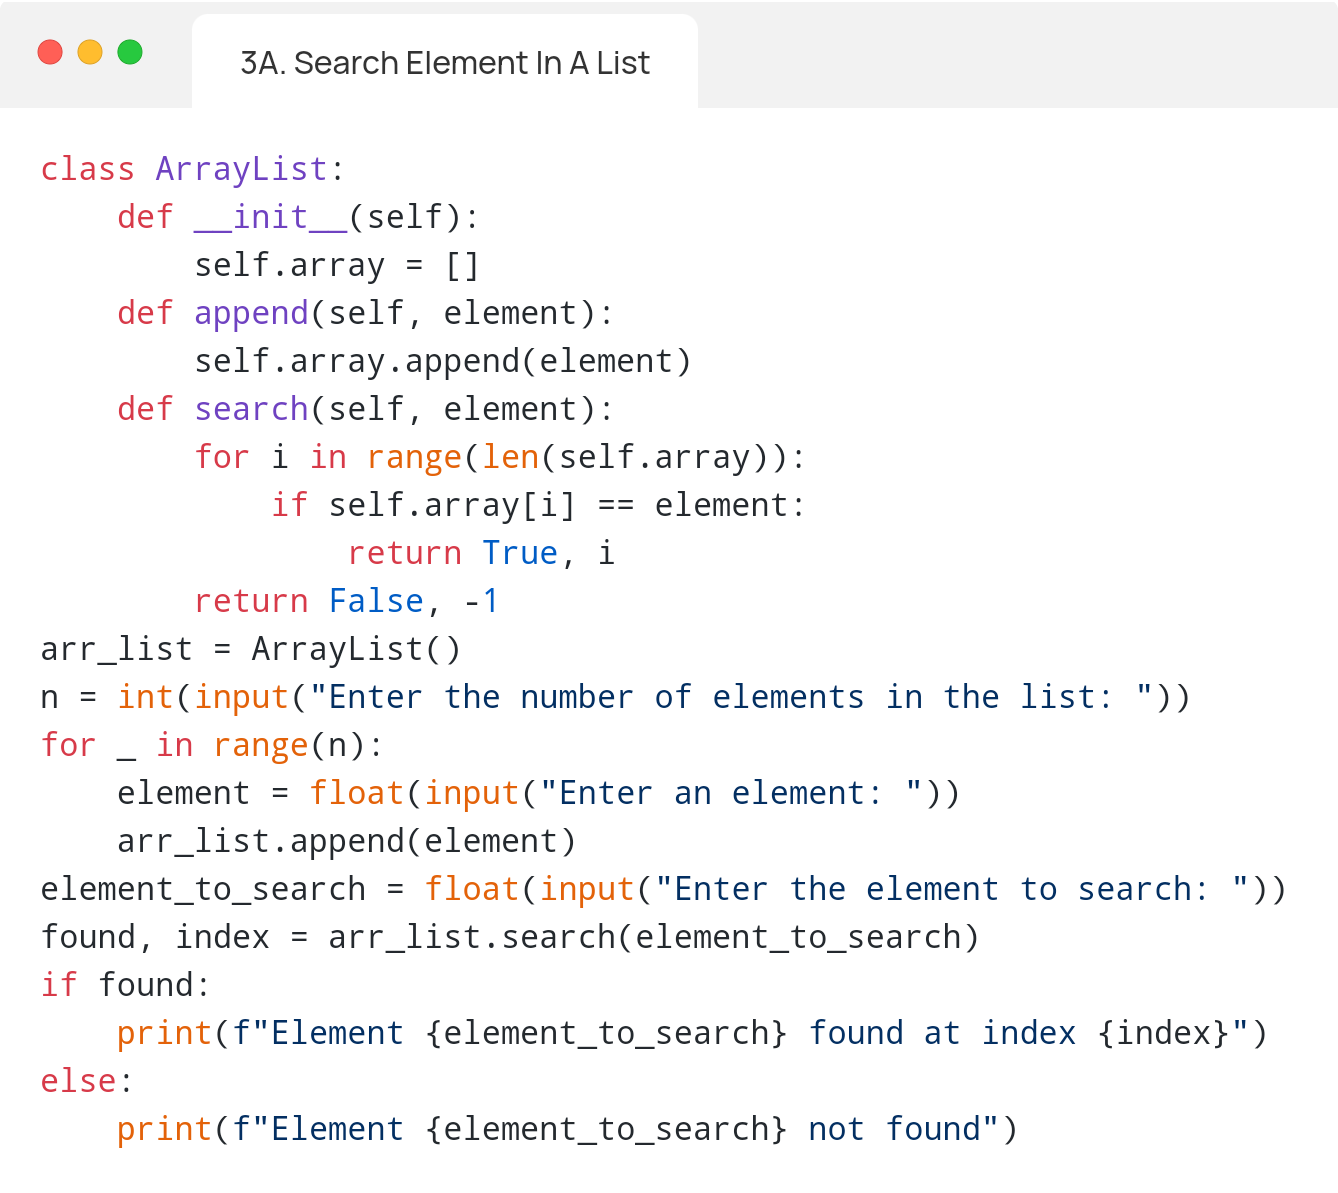 3A. Search Element In A List
class ArrayList:
    def __init__(self):
        self.array = []
    def append(self, element):
        self.array.append(element)
    def search(self, element):
        for i in range(len(self.array)):
            if self.array[i] == element:
                return True, i
        return False, -1
arr_list = ArrayList()
n = int(input("Enter the number of elements in the list: "))
for _ in range(n):
    element = float(input("Enter an element: "))
    arr_list.append(element)
element_to_search = float(input("Enter the element to search: "))
found, index = arr_list.search(element_to_search)
if found:
    print(f"Element {element_to_search} found at index {index}")
else:
    print(f"Element {element_to_search} not found")